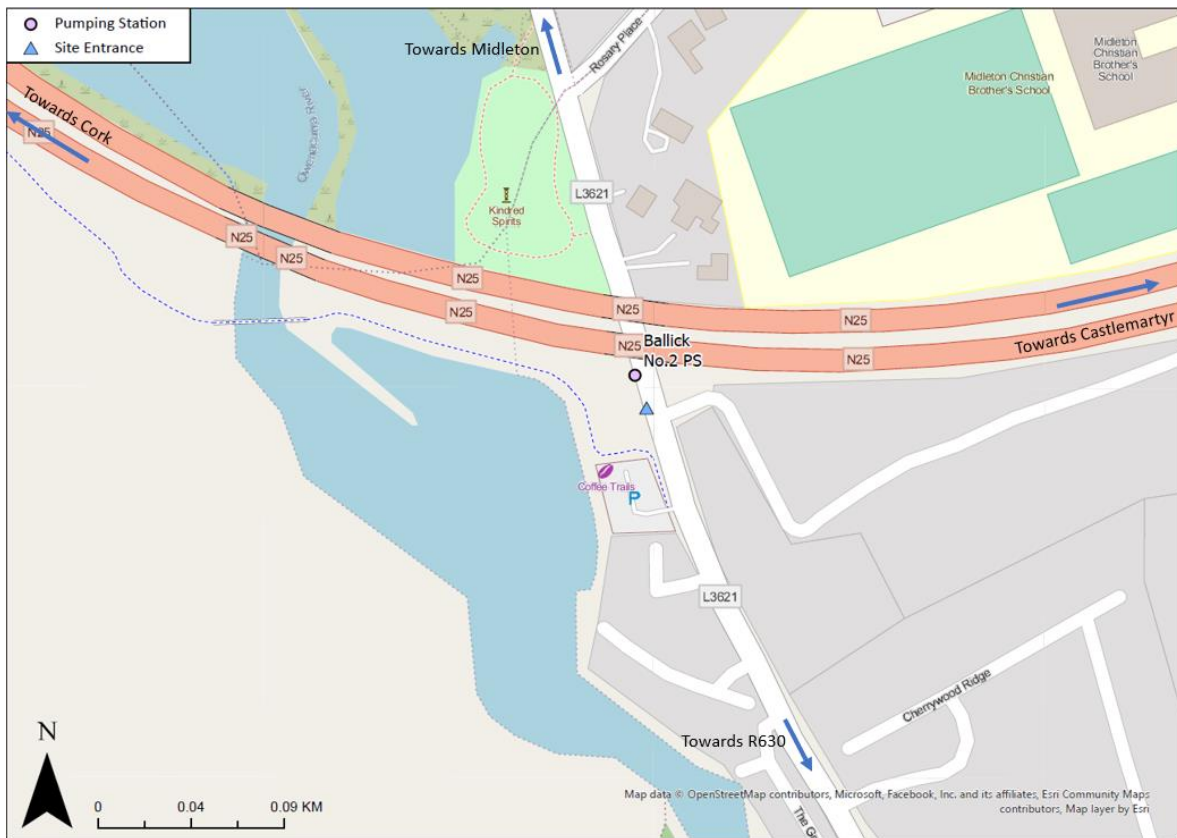 Pumping Station
Site Entrance
Towards Midleton
Rosary Place
Midleton Christian
Brother's School
Midleton Christian
Brother's
School
Towards Cork
N25
Owenacurra River
L3621
Kindred
Spirits
N25
N25
N25
N25
N25
N25
N25
N25
Towards Castlemartyr
Ballick
No.2 PS
Coffee Trails
P
L3621
Cherrywood Ridge
Towards R630
N
0 0.04 0.09 KM
Map data © OpenStreetMap contributors, Microsoft, Facebook, Inc. and its affiliates, Esri Community Maps
contributors, Map layer by Esri